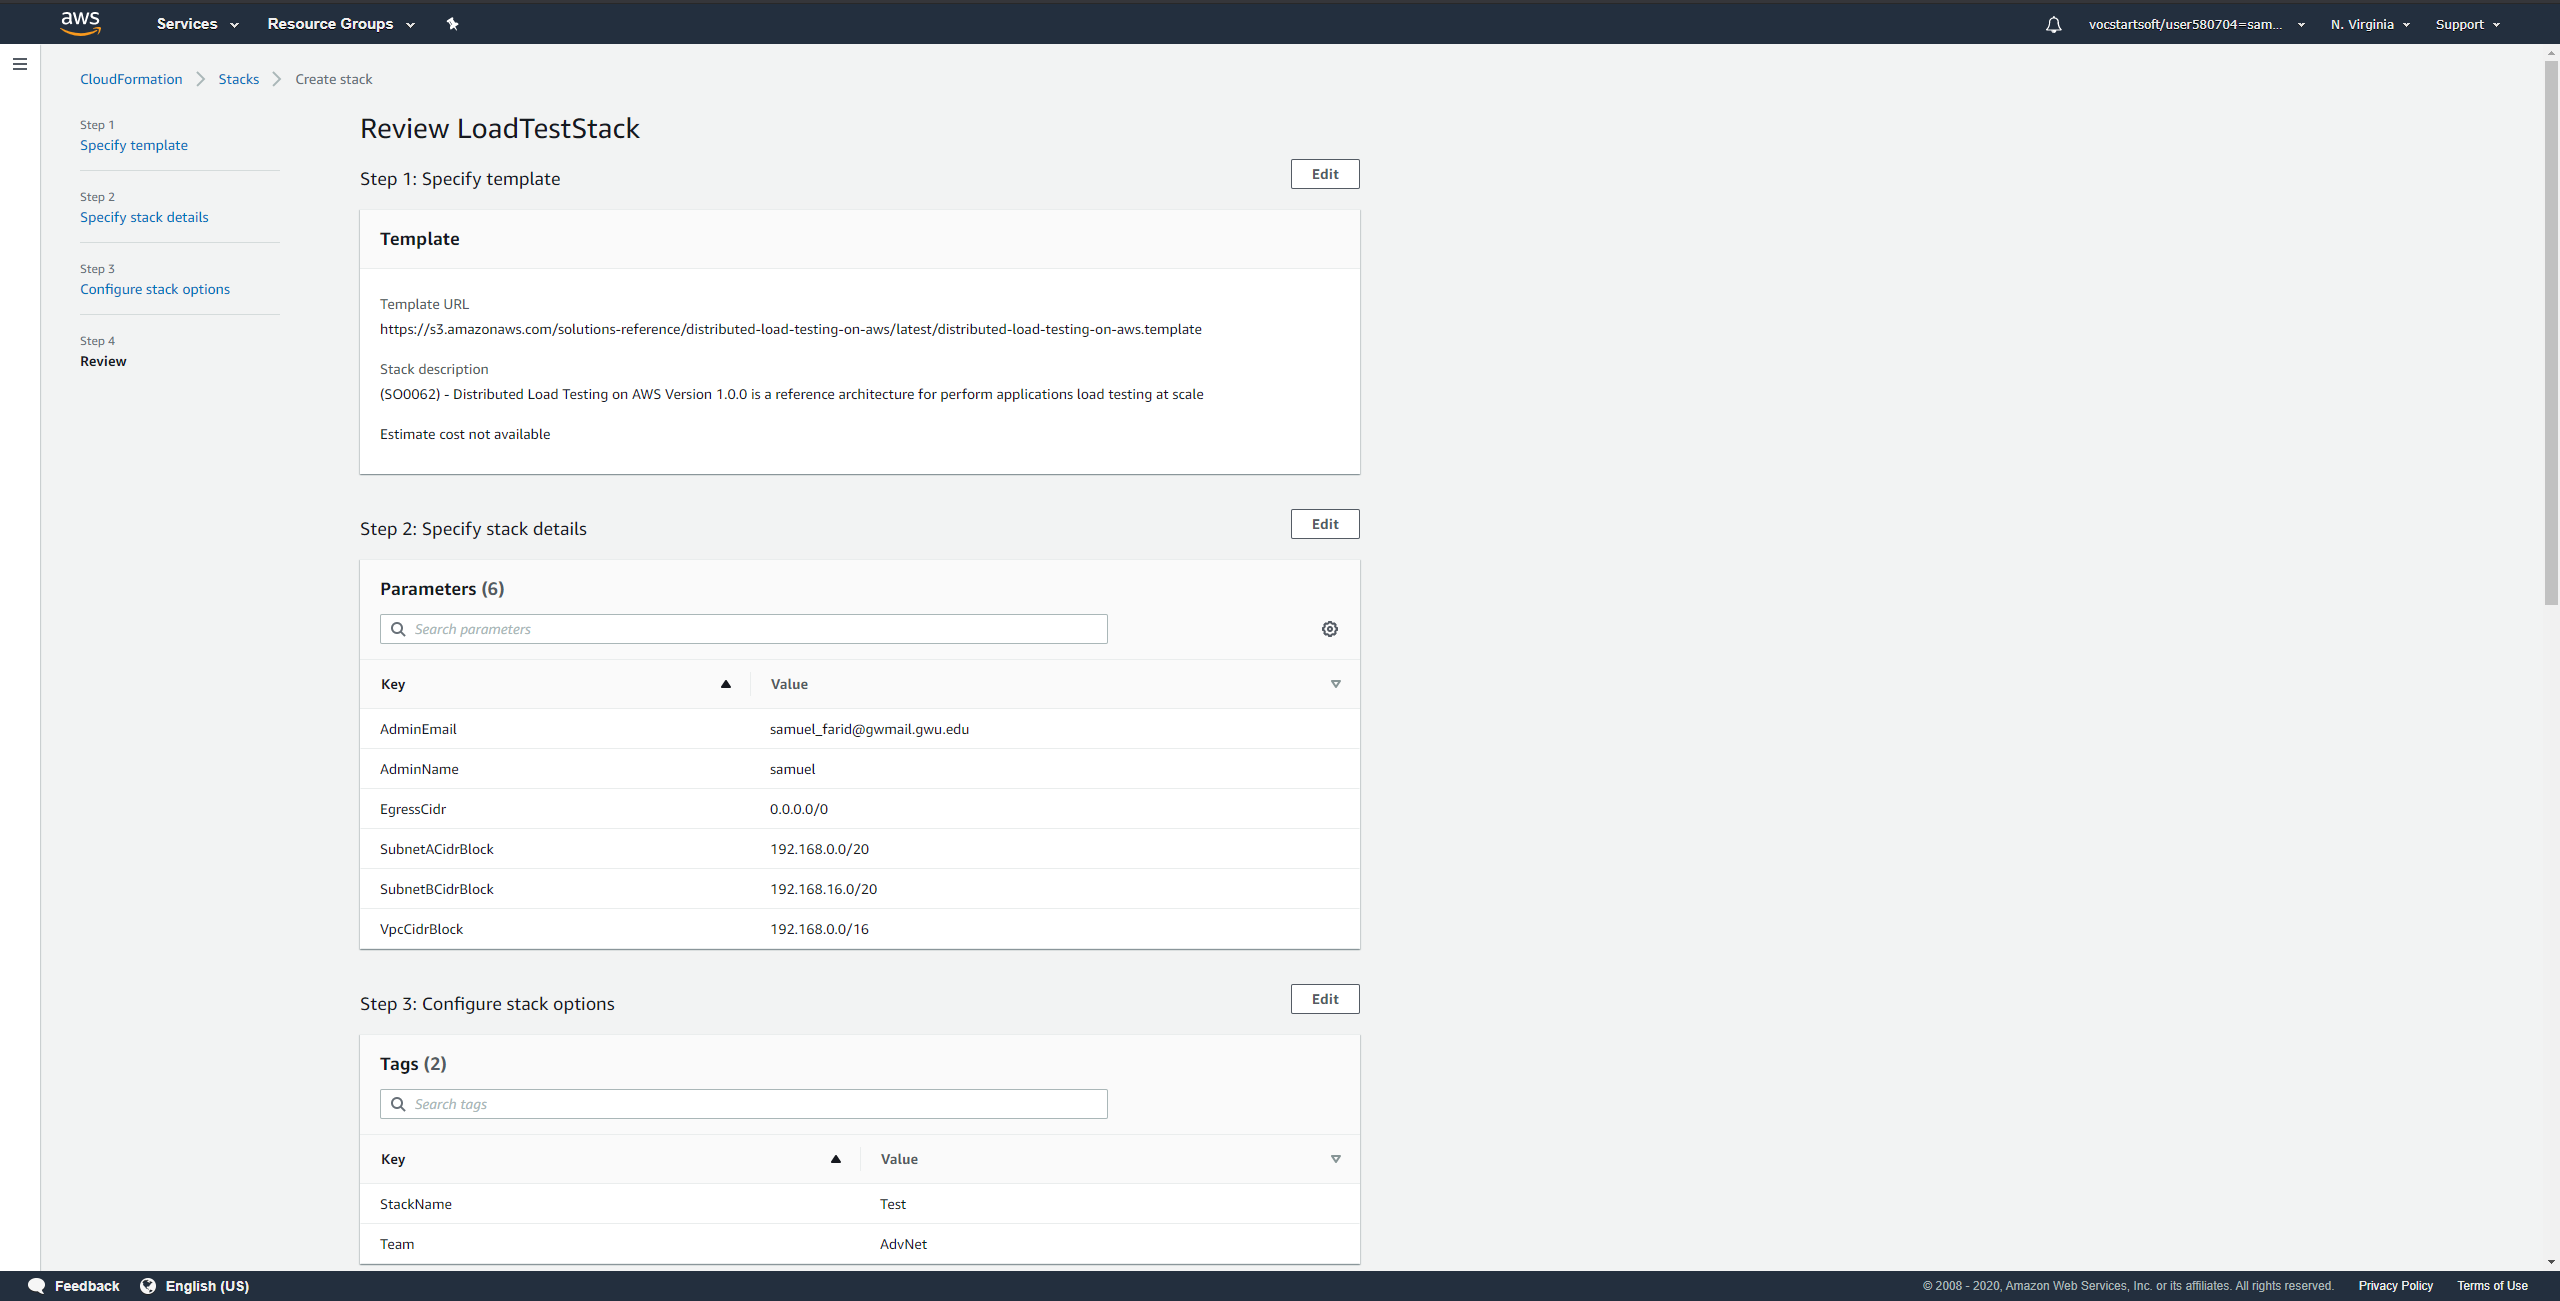 aws Services Resource Groups vocstartsoft/user580704=sam... N. Virginia Support
CloudFormation Stacks Create stack
Step 1
Specify template
Step 2
Specify stack details
Step 3
Configure stack options
Step 4
Review
Review LoadTestStack
Step 1: Specify template Edit
Template
Template URL
https://s3.amazonaws.com/solutions-reference/distributed-load-testing-on-aws/latest/distributed-load-testing-on-aws.template
Stack description
(SO0062) - Distributed Load Testing on AWS Version 1.0.0 is a reference architecture for perform applications load testing at scale
Estimate cost not available
Step 2: Specify stack details Edit
Parameters (6)
Search parameters
Key Value
AdminEmail samuel_farid@gwmail.gwu.edu
AdminName samuel
EgressCidr 0.0.0.0/0
SubnetACidrBlock 192.168.0.0/20
SubnetBCidrBlock 192.168.16.0/20
VpcCidrBlock 192.168.0.0/16
Step 3: Configure stack options Edit
Tags (2)
Search tags
Key Value
StackName Test
Team AdvNet
Feedback English (US) © 2008 - 2020, Amazon Web Services, Inc. or its affiliates. All rights reserved. Privacy Policy Terms of Use